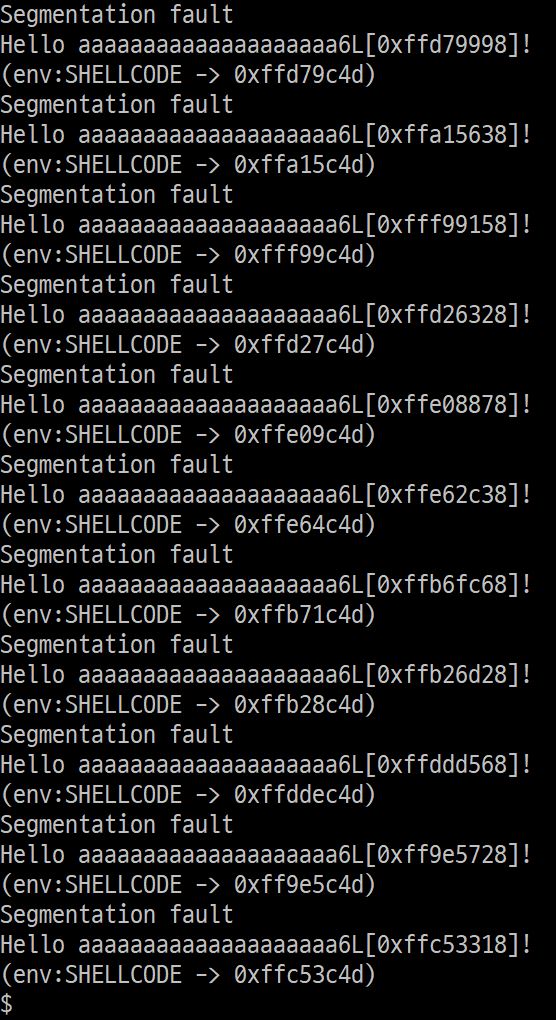 Segmentation fault
Hello aaaaaaaaaaaaaaaaaaaa6L[0xffd79998]!
(env:SHELLCODE -> 0xffd79c4d)
Segmentation fault
Hello aaaaaaaaaaaaaaaaaaaa6L[0xffa15638]!
(env:SHELLCODE -> 0xffa15c4d)
Segmentation fault
Hello aaaaaaaaaaaaaaaaaaaa6L[0xfff99158]!
(env:SHELLCODE -> 0xfff99c4d)
Segmentation fault
Hello aaaaaaaaaaaaaaaaaaaa6L[0xffd26328]!
(env:SHELLCODE -> 0xffd27c4d)
Segmentation fault
Hello aaaaaaaaaaaaaaaaaaaa6L[0xffe08878]!
(env:SHELLCODE -> 0xffe09c4d)
Segmentation fault
Hello aaaaaaaaaaaaaaaaaaaa6L[0xffe62c38]!
(env:SHELLCODE -> 0xffe64c4d)
Segmentation fault
Hello aaaaaaaaaaaaaaaaaaaa6L[0xffb6fc68]!
(env:SHELLCODE -> 0xffb71c4d)
Segmentation fault
Hello aaaaaaaaaaaaaaaaaaaa6L[0xffb26d28]!
(env:SHELLCODE -> 0xffb28c4d)
Segmentation fault
Hello aaaaaaaaaaaaaaaaaaaa6L[0xffddd568]!
(env:SHELLCODE -> 0xffddec4d)
Segmentation fault
Hello aaaaaaaaaaaaaaaaaaaa6L[0xff9e5728]!
(env:SHELLCODE -> 0xff9e5c4d)
Segmentation fault
Hello aaaaaaaaaaaaaaaaaaaa6L[0xffc53318]!
(env:SHELLCODE -> 0xffc53c4d)
$